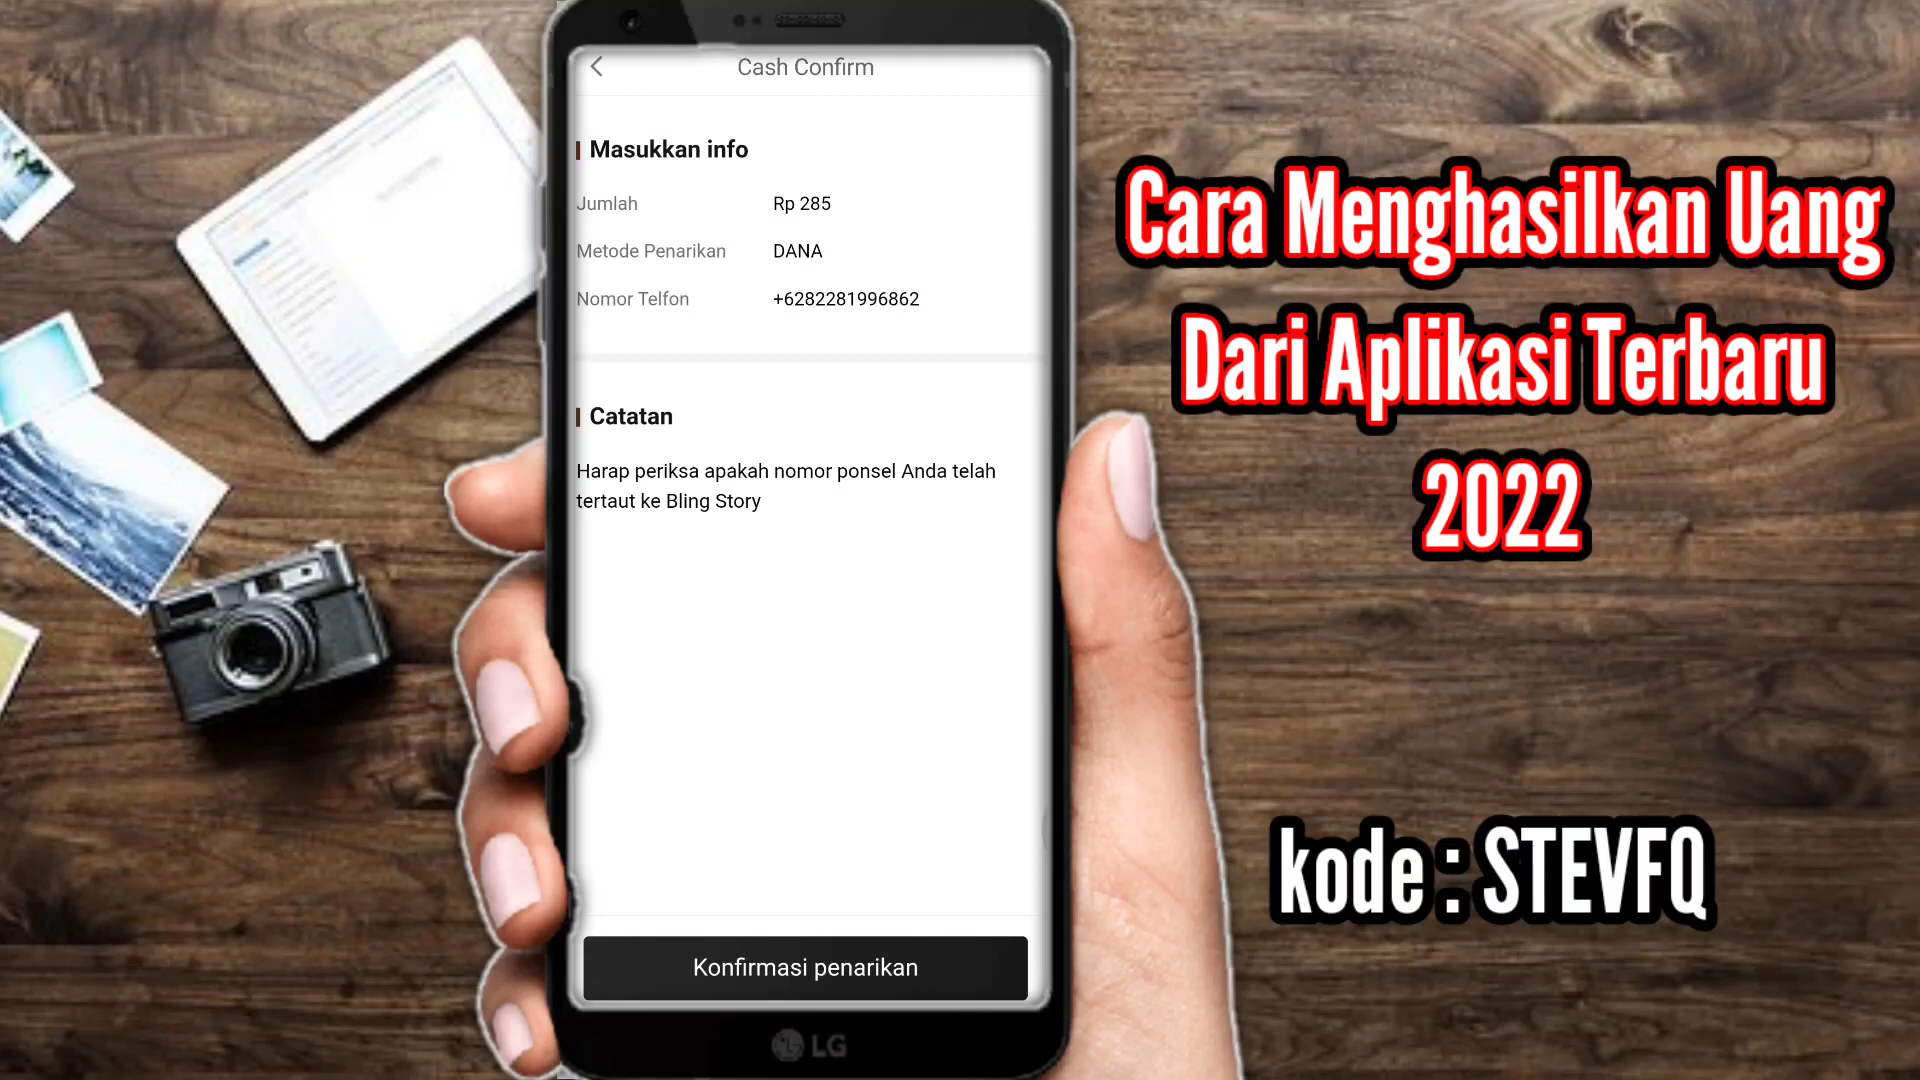 Cash Confirm
Masukkan info
Jumlah Rp 285
Metode Penarikan DANA
Nomor Telfon +6282281996862
Catatan
Harap periksa apakah nomor ponsel Anda telah
tertaut ke Bling Story
Konfirmasi penarikan
LG
Cara Menghasilkan Uang
Dari Aplikasi Terbaru
2022
kode : STEVFQ